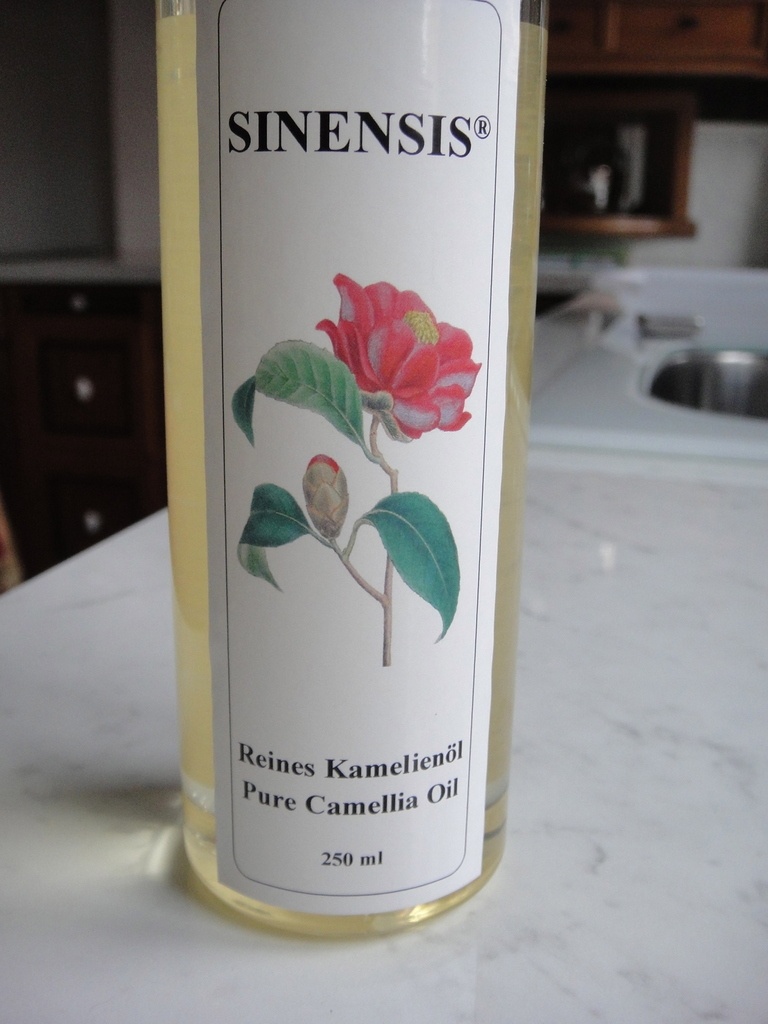 SINENSIS®
Reines Kamelienöl
Pure Camellia Oil
250 ml